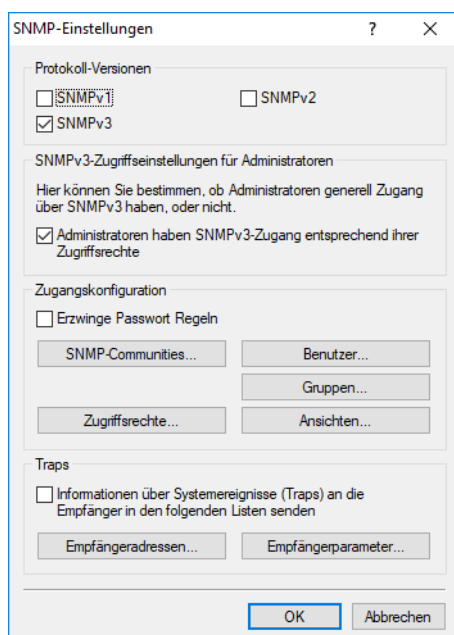 SNMP-Einstellungen
Protokoll-Versionen
SNMPv1
SNMPv2
SNMPv3
SNMPv3-Zugriffseinstellungen für Administratoren
Hier können Sie bestimmen, ob Administratoren generell Zugang
über SNMPv3 haben, oder nicht.
Administratoren haben SNMPv3-Zugang entsprechend ihrer
Zugriffsrechte
Zugangskonfiguration
Erzwinge Passwort Regeln
SNMP-Communities...
Benutzer...
Gruppen...
Zugriffsrechte...
Ansichten...
Traps
Informationen über Systemereignisse (Traps) an die
Empfänger in den folgenden Listen senden
Empfängeradressen...
Empfängerparameter...
OK
Abbrechen